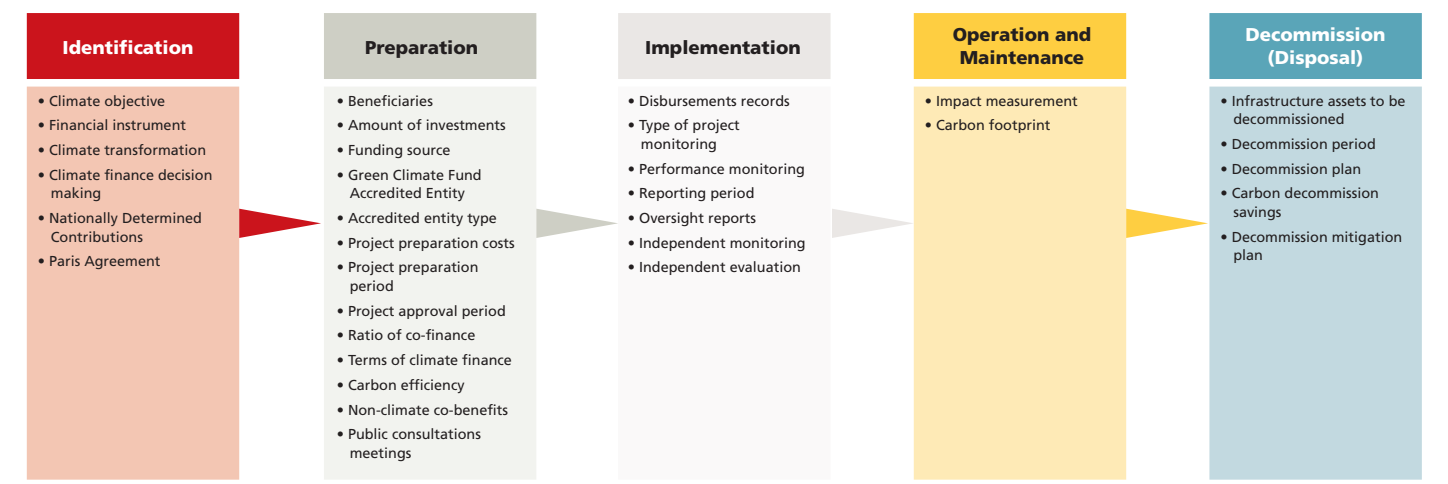 Identification
• Climate objective
• Financial instrument
• Climate transformation
• Climate finance decision
making
• Nationally Determined
Contributions
• Paris Agreement
Preparation
• Beneficiaries
• Amount of investments
• Funding source
• Green Climate Fund
Accredited Entity
• Accredited entity type
• Project preparation costs
• Project preparation
period
• Project approval period
• Ratio of co-finance
• Terms of climate finance
• Carbon efficiency
• Non-climate co-benefits
• Public consultations
meetings
Implementation
• Disbursements records
• Type of project
monitoring
• Performance monitoring
• Reporting period
• Oversight reports
• Independent monitoring
• Independent evaluation
Operation and
Maintenance
• Impact measurement
• Carbon footprint
Decommission
(Disposal)
• Infrastructure assets to be
decommissioned
• Decommission period
• Decommission plan
• Carbon decommission
savings
• Decommission mitigation
plan